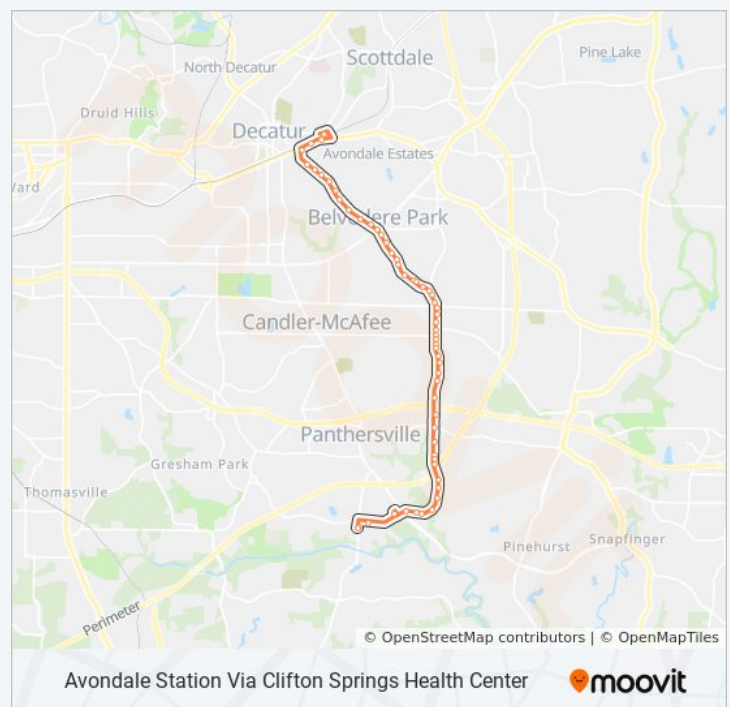 Scottdale
Pine Lake
North Decatur
Druid Hills
Decatur
Avondale Estates
Ward
Belvedere Park
Candler-McAfee
Panthersville
Gresham Park
Thomasville
Pinehurst
Snapfinger
Perimeter
© OpenStreetMap contributors | © OpenMapTiles
Avondale Station Via Clifton Springs Health Center
moovit